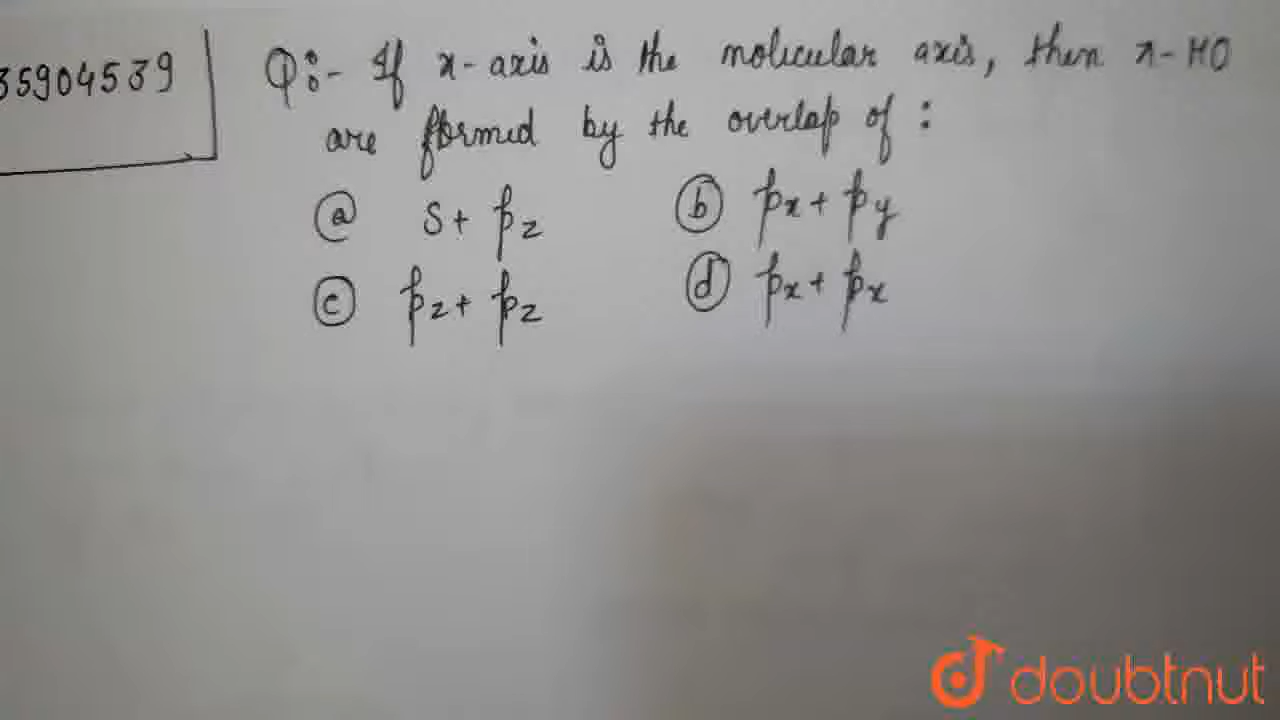 35904539
Q:- If x-axis is the molecular axis, then π-MO
are formed by the overlap of :
ⓐ s + pz
ⓑ px + py
ⓒ pz + pz
ⓓ px + px
doubtnut